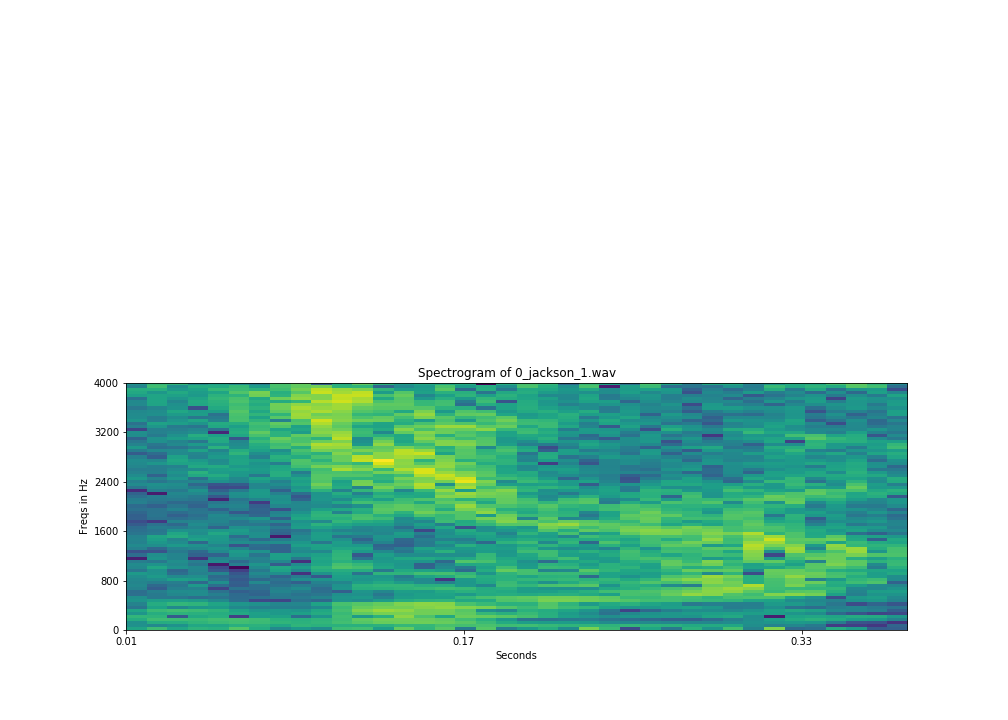 Spectrogram of 0_jackson_1.wav
Freqs in Hz
4000
3200
2400
1600
800
0
0.01 0.17 0.33
Seconds